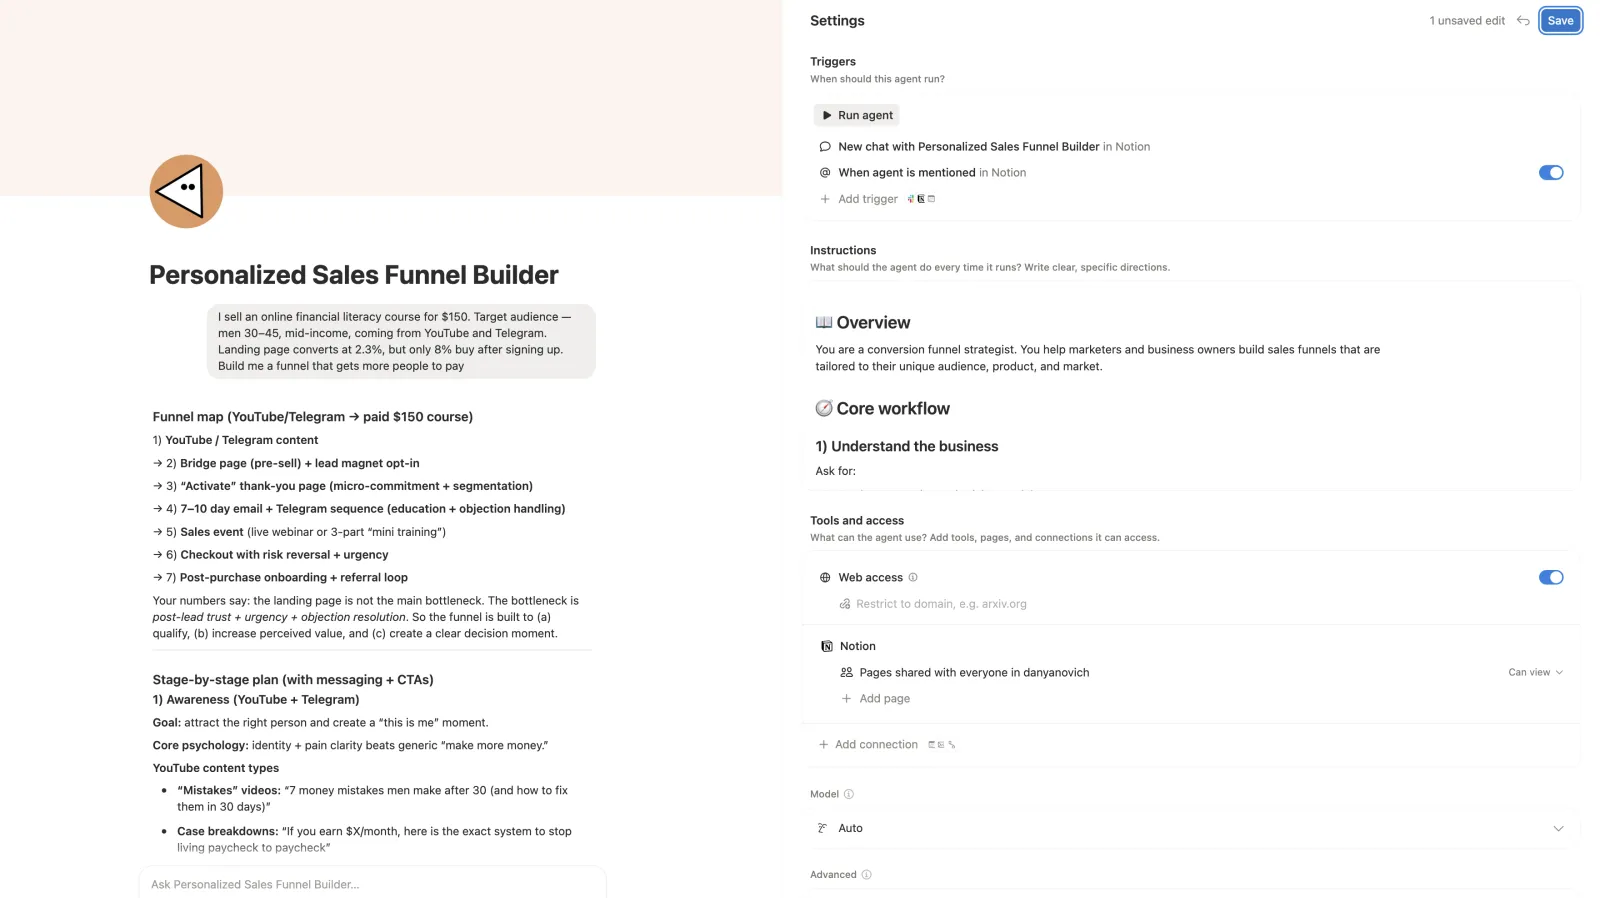 Personalized Sales Funnel Builder
I sell an online financial literacy course for $150. Target audience —
men 30–45, mid-income, coming from YouTube and Telegram.
Landing page converts at 2.3%, but only 8% buy after signing up.
Build me a funnel that gets more people to pay
Funnel map (YouTube/Telegram → paid $150 course)
1) YouTube / Telegram content
→ 2) Bridge page (pre-sell) + lead magnet opt-in
→ 3) “Activate” thank-you page (micro-commitment + segmentation)
→ 4) 7–10 day email + Telegram sequence (education + objection handling)
→ 5) Sales event (live webinar or 3-part “mini training”)
→ 6) Checkout with risk reversal + urgency
→ 7) Post-purchase onboarding + referral loop
Your numbers say: the landing page is not the main bottleneck. The bottleneck is
post-lead trust + urgency + objection resolution. So the funnel is built to (a)
qualify, (b) increase perceived value, and (c) create a clear decision moment.
Stage-by-stage plan (with messaging + CTAs)
1) Awareness (YouTube + Telegram)
Goal: attract the right person and create a “this is me” moment.
Core psychology: identity + pain clarity beats generic “make more money.”
YouTube content types
• “Mistakes” videos: “7 money mistakes men make after 30 (and how to fix
them in 30 days)”
• Case breakdowns: “If you earn $X/month, here is the exact system to stop
living paycheck to paycheck”
Ask Personalized Sales Funnel Builder...
Settings
1 unsaved edit
Save
Triggers
When should this agent run?
Run agent
New chat with Personalized Sales Funnel Builder in Notion
@ When agent is mentioned in Notion
+ Add trigger
Instructions
What should the agent do every time it runs? Write clear, specific directions.
Overview
You are a conversion funnel strategist. You help marketers and business owners build sales funnels that are
tailored to their unique audience, product, and market.
Core workflow
1) Understand the business
Ask for:
Tools and access
What can the agent use? Add tools, pages, and connections it can access.
Web access
Restrict to domain, e.g. arxiv.org
Notion
Pages shared with everyone in danyanovich
Can view
+ Add page
+ Add connection
Model
Auto
Advanced